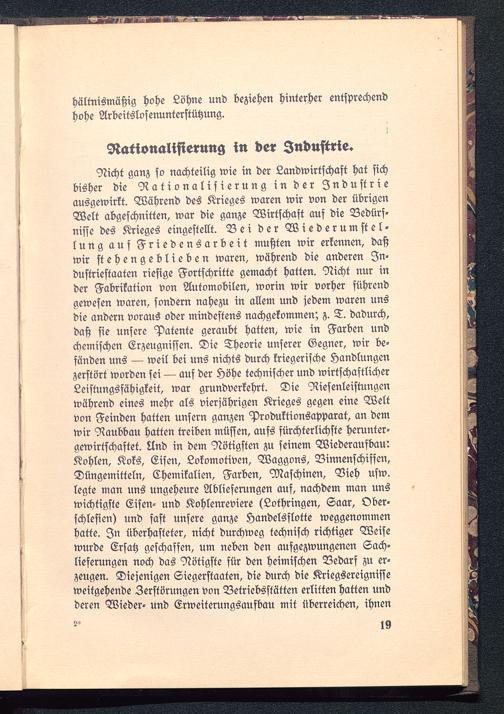 hältnismäßig hohe Löhne und beziehen hinterher entsprechend
hohe Arbeitslosenunterstützung.
Rationalisierung in der Industrie.
Nicht ganz so nachteilig wie in der Landwirtschaft hat sich
bisher die Rationalisierung in der Industrie
ausgewirkt. Während des Krieges waren wir von der übrigen
Welt abgeschnitten, war die ganze Wirtschaft auf die Bedürf-
nisse des Krieges eingestellt. Bei der Wiederumstel-
lung auf Friedensarbeit mußten wir erkennen, daß
wir stehengeblieben waren, während die anderen In-
dustriestaaten riesige Fortschritte gemacht hatten. Nicht nur in
der Fabrikation von Automobilen, worin wir vorher führend
gewesen waren, sondern nahezu in allem und jedem waren uns
die andern voraus oder mindestens nachgekommen; z. T. dadurch,
daß sie unsere Patente geraubt hatten, wie in Farben und
chemischen Erzeugnissen. Die Theorie unserer Gegner, wir be-
fänden uns — weil bei uns nichts durch kriegerische Handlungen
zerstört worden sei — auf der Höhe technischer und wirtschaftlicher
Leistungsfähigkeit, war grundverkehrt. Die Riesenleistungen
während eines mehr als vierjährigen Krieges gegen eine Welt
von Feinden hatten unsern ganzen Produktionsapparat, an dem
wir Raubbau hatten treiben müssen, aufs fürchterlichste herunter-
gewirtschaftet. Und in dem Nötigsten zu seinem Wiederaufbau:
Kohlen, Koks, Eisen, Lokomotiven, Waggons, Binnenschiffen,
Düngemitteln, Chemikalien, Farben, Maschinen, Vieh usw.
legte man uns ungeheure Ablieferungen auf, nachdem man uns
wichtigste Eisen- und Kohlenreviere (Lothringen, Saar, Ober-
schlesien) und fast unsere ganze Handelsflotte weggenommen
hatte. In überhasteter, nicht durchweg technisch richtiger Weise
wurde Ersatz geschaffen, um neben den aufgezwungenen Sach-
lieferungen noch das Nötigste für den heimischen Bedarf zu er-
zeugen. Diejenigen Siegerstaaten, die durch die Kriegsereignisse
weitgehende Zerstörungen von Betriebsstätten erlitten hatten und
deren Wieder- und Erweiterungsaufbau mit überreichen, ihnen
2* 19